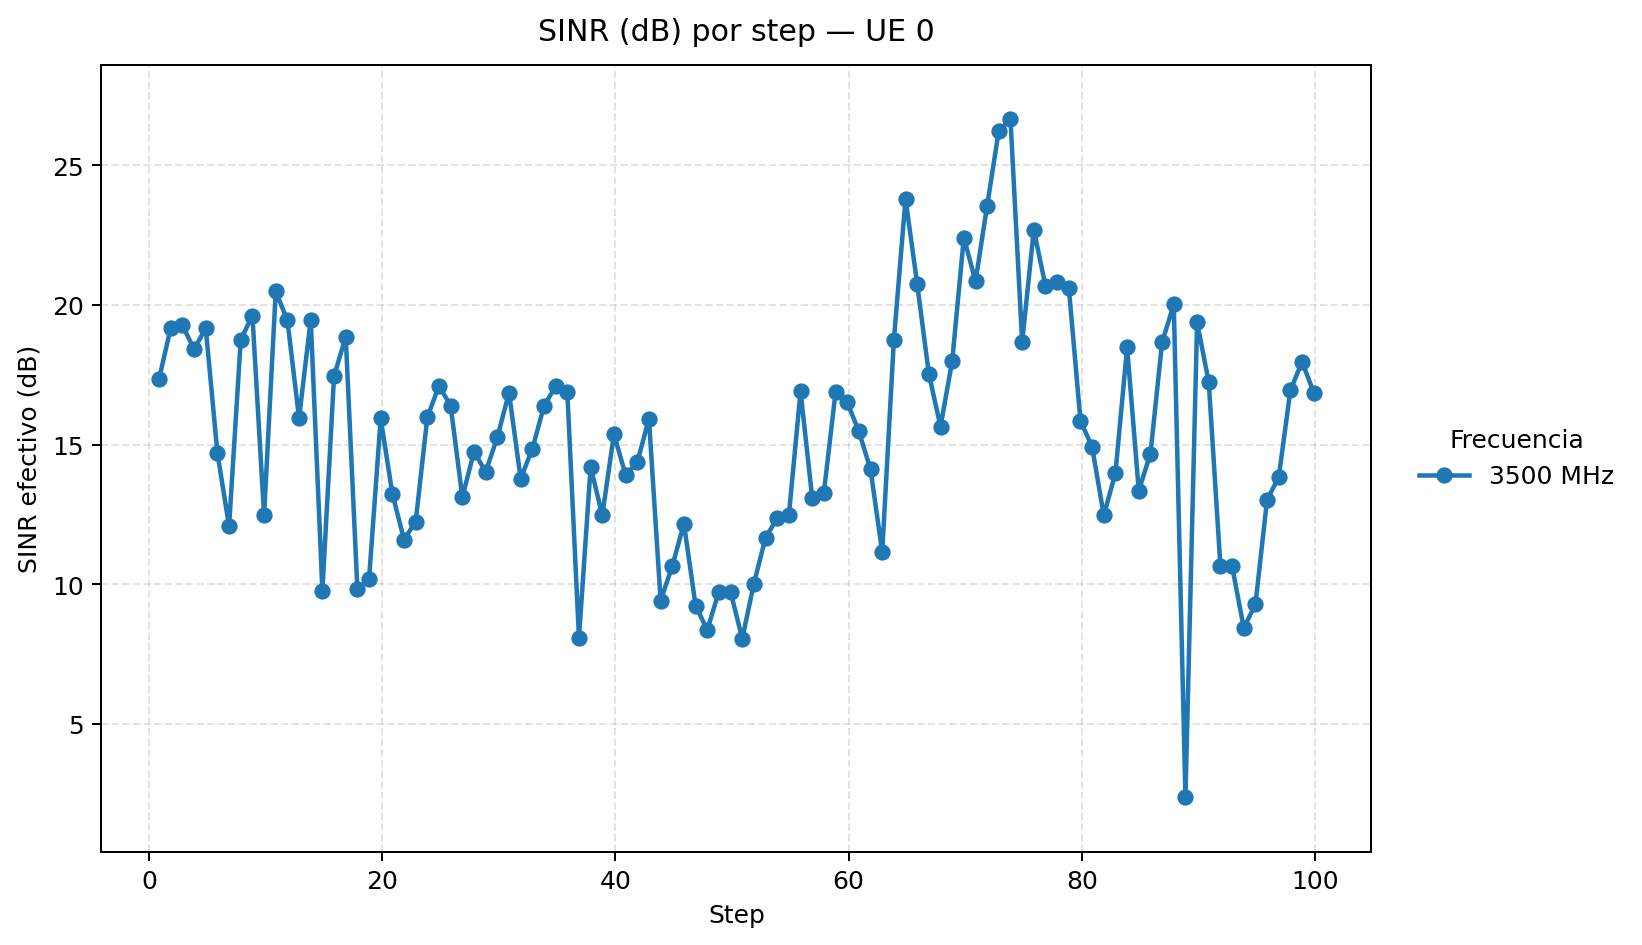 SINR (dB) por step — UE 0
SINR efectivo (dB)
25
20
15
10
5
0
20
40
60
80
100
Step
Frecuencia
3500 MHz